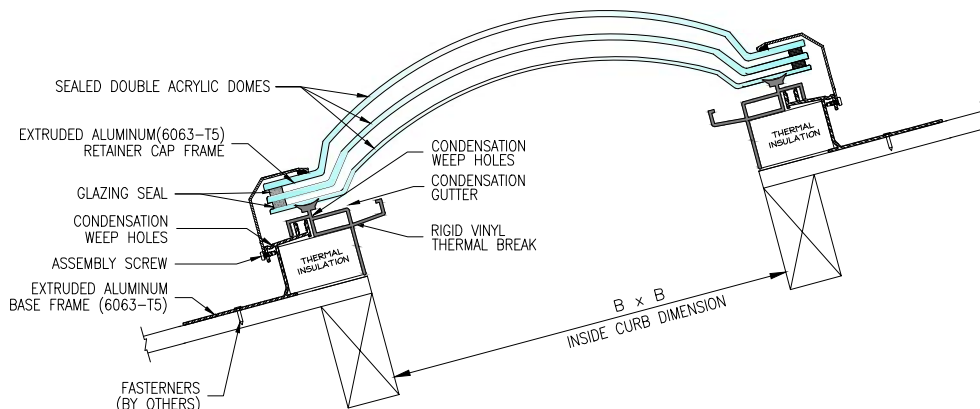 SEALED DOUBLE ACRYLIC DOMES
EXTRUDED ALUMINUM(6063-T5)
RETAINER CAP FRAME
GLAZING SEAL
CONDENSATION
WEEP HOLES
ASSEMBLY SCREW
EXTRUDED ALUMINUM
BASE FRAME (6063-T5)
FASTERNERS
(BY OTHERS)
CONDENSATION
WEEP HOLES
CONDENSATION
GUTTER
RIGID VINYL
THERMAL BREAK
THERMAL
INSULATION
THERMAL
INSULATION
B x B
INSIDE CURB DIMENSION